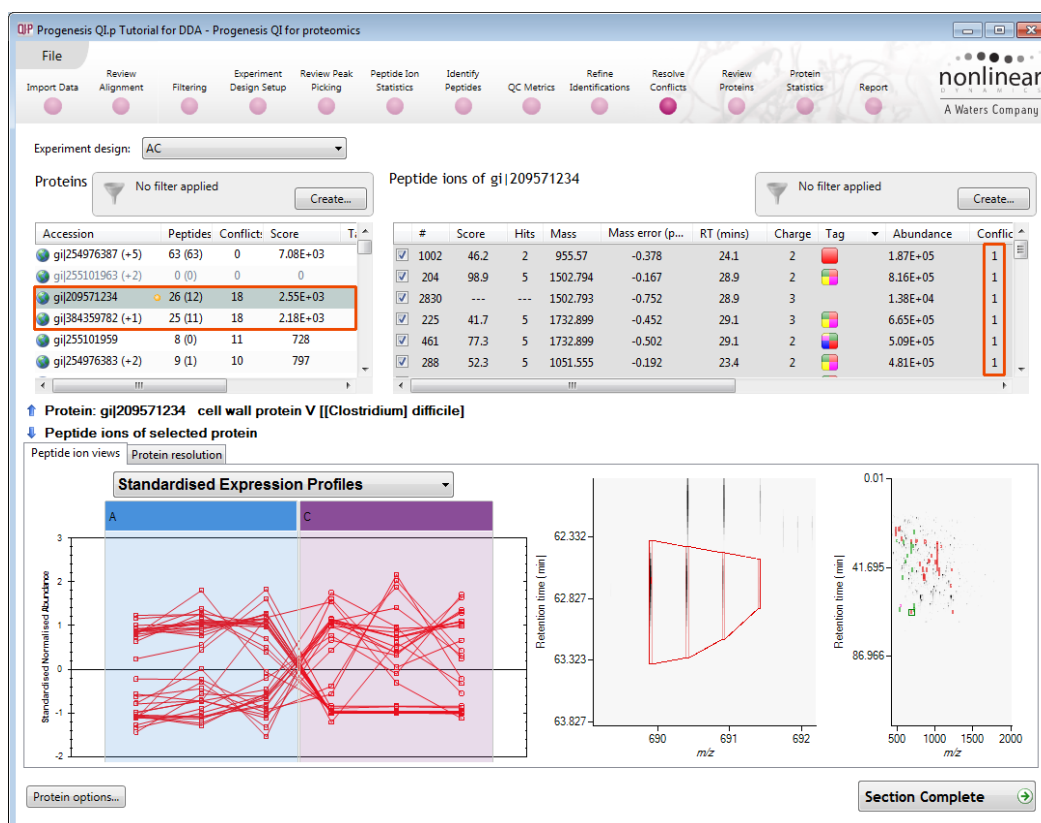 Progenesis QI.p Tutorial for DDA - Progenesis QI for proteomics
File
Import Data
Review Alignment
Filtering
Experiment Design Setup
Review Peak Picking
Peptide Ion Statistics
Identify Peptides
QC Metrics
Refine Identifications
Resolve Conflicts
Review Proteins
Protein Statistics
Report
nonlinear
DYNAMICS
A Waters Company
Experiment design: AC
Proteins
No filter applied
Create...
Accession Peptides Conflicts Score
gi|254976387 (+5) 63 (63) 0 7.08E+03
gi|255101963 (+2) 0 (0) 0 0
gi|209571234 26 (12) 18 2.55E+03
gi|384359782 (+1) 25 (11) 18 2.18E+03
gi|255101959 8 (0) 11 728
gi|254976383 (+2) 9 (1) 10 797
Peptide ions of gi|209571234
No filter applied
Create...
# Score Hits Mass Mass error (p... RT (mins) Charge Tag Abundance Conflic
1002 46.2 2 955.57 -0.378 24.1 2 1.87E+05 1
204 98.9 5 1502.794 -0.167 28.9 2 8.16E+05 1
2830 --- --- 1502.793 -0.752 28.9 3 1.38E+04 1
225 41.7 5 1732.899 -0.452 29.1 3 6.65E+05 1
461 77.3 5 1732.899 -0.502 29.1 2 5.09E+05 1
288 52.3 5 1051.555 -0.192 23.4 2 4.81E+05 1
Protein: gi|209571234 cell wall protein V [[Clostridium] difficile]
Peptide ions of selected protein
Peptide ion views
Protein resolution
Standardised Expression Profiles
A
C
Standardised Normalised Abundance
3
2
1
0
-1
-2
Retention time (min)
62.332
62.827
63.323
63.827
690 691 692
m/z
Retention time (min)
0.01
41.695
86.966
500 1000 1500 2000
m/z
Protein options...
Section Complete